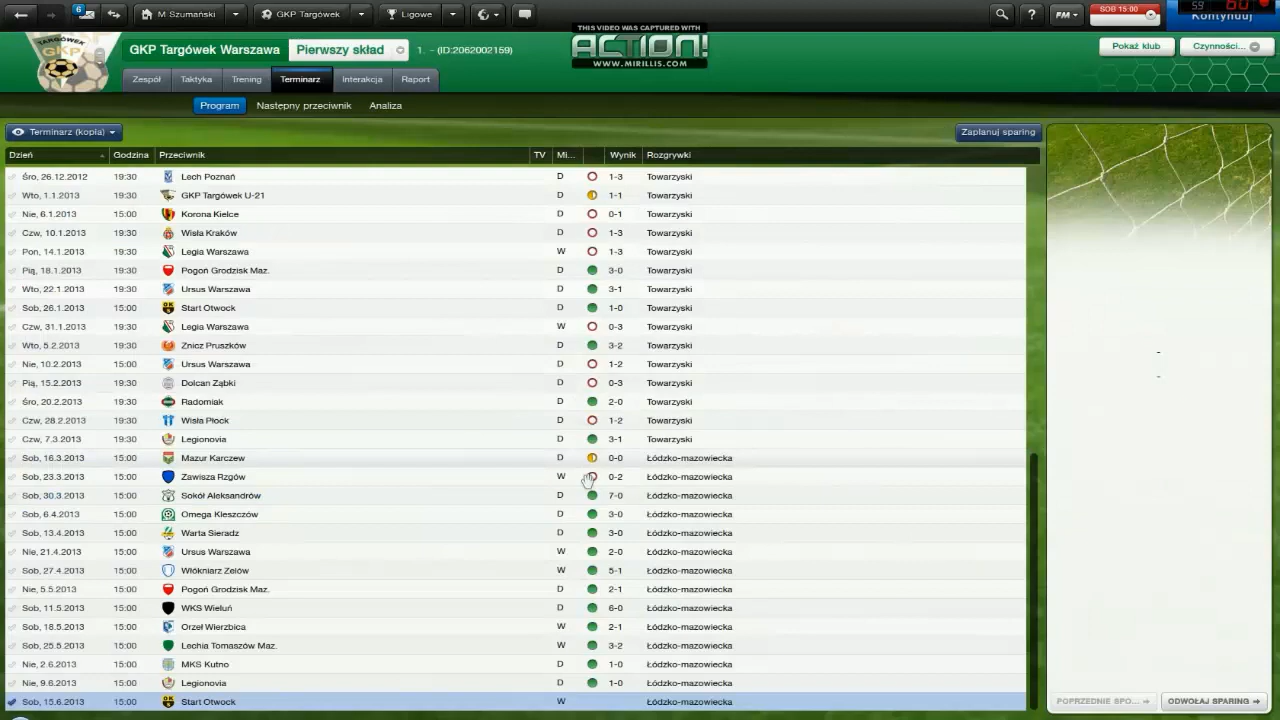 6 M Szumański GKP Targówek Ligowe ? FM SOB 15:00 Kontynuuj
THIS VIDEO WAS CAPTURED WITH
ACTION!
WWW.MIRILLIS.COM
TARGÓWEK GKP
GKP Targówek Warszawa Pierwszy skład 1. - (ID:2062002159) Pokaż klub Czynności...
Zespół Taktyka Trening Terminarz Interakcja Raport
Program Następny przeciwnik Analiza
Terminarz (kopia) Zaplanuj sparing
Dzień Godzina Przeciwnik TV Mi... Wynik Rozgrywki
Śro, 26.12.2012 19:30 Lech Poznań D 1-3 Towarzyski
Wto, 1.1.2013 19:30 GKP Targówek U-21 D 1-1 Towarzyski
Nie, 6.1.2013 15:00 Korona Kielce D 0-1 Towarzyski
Czw, 10.1.2013 19:30 Wisła Kraków D 1-3 Towarzyski
Pon, 14.1.2013 19:30 Legia Warszawa W 1-3 Towarzyski
Pią, 18.1.2013 19:30 Pogoń Grodzisk Maz. D 3-0 Towarzyski
Wto, 22.1.2013 19:30 Ursus Warszawa D 3-1 Towarzyski
Sob, 26.1.2013 15:00 Start Otwock D 1-0 Towarzyski
Czw, 31.1.2013 19:30 Legia Warszawa W 0-3 Towarzyski
Wto, 5.2.2013 19:30 Znicz Pruszków D 3-2 Towarzyski
Nie, 10.2.2013 15:00 Ursus Warszawa D 1-2 Towarzyski
Pią, 15.2.2013 19:30 Dolcan Ząbki D 0-3 Towarzyski
Śro, 20.2.2013 19:30 Radomiak D 2-0 Towarzyski
Czw, 28.2.2013 19:30 Wisła Płock D 1-2 Towarzyski
Czw, 7.3.2013 19:30 Legionovia D 3-1 Towarzyski
Sob, 16.3.2013 15:00 Mazur Karczew D 0-0 Łódzko-mazowiecka
Sob, 23.3.2013 15:00 Zawisza Rzgów W 0-2 Łódzko-mazowiecka
Sob, 30.3.2013 15:00 Sokół Aleksandrów D 7-0 Łódzko-mazowiecka
Sob, 6.4.2013 15:00 Omega Kleszczów D 3-0 Łódzko-mazowiecka
Sob, 13.4.2013 15:00 Warta Sieradz D 3-0 Łódzko-mazowiecka
Nie, 21.4.2013 15:00 Ursus Warszawa W 2-0 Łódzko-mazowiecka
Sob, 27.4.2013 15:00 Włókniarz Zelów W 5-1 Łódzko-mazowiecka
Nie, 5.5.2013 15:00 Pogoń Grodzisk Maz. D 2-1 Łódzko-mazowiecka
Sob, 11.5.2013 15:00 WKS Wieluń D 6-0 Łódzko-mazowiecka
Sob, 18.5.2013 15:00 Orzeł Wierzbica W 2-1 Łódzko-mazowiecka
Sob, 25.5.2013 15:00 Lechia Tomaszów Maz. W 3-2 Łódzko-mazowiecka
Nie, 2.6.2013 15:00 MKS Kutno D 1-0 Łódzko-mazowiecka
Nie, 9.6.2013 15:00 Legionovia D 1-0 Łódzko-mazowiecka
Sob, 15.6.2013 15:00 Start Otwock W
-
-
POPRZEDNIE SPO... ODWOŁAJ SPARING